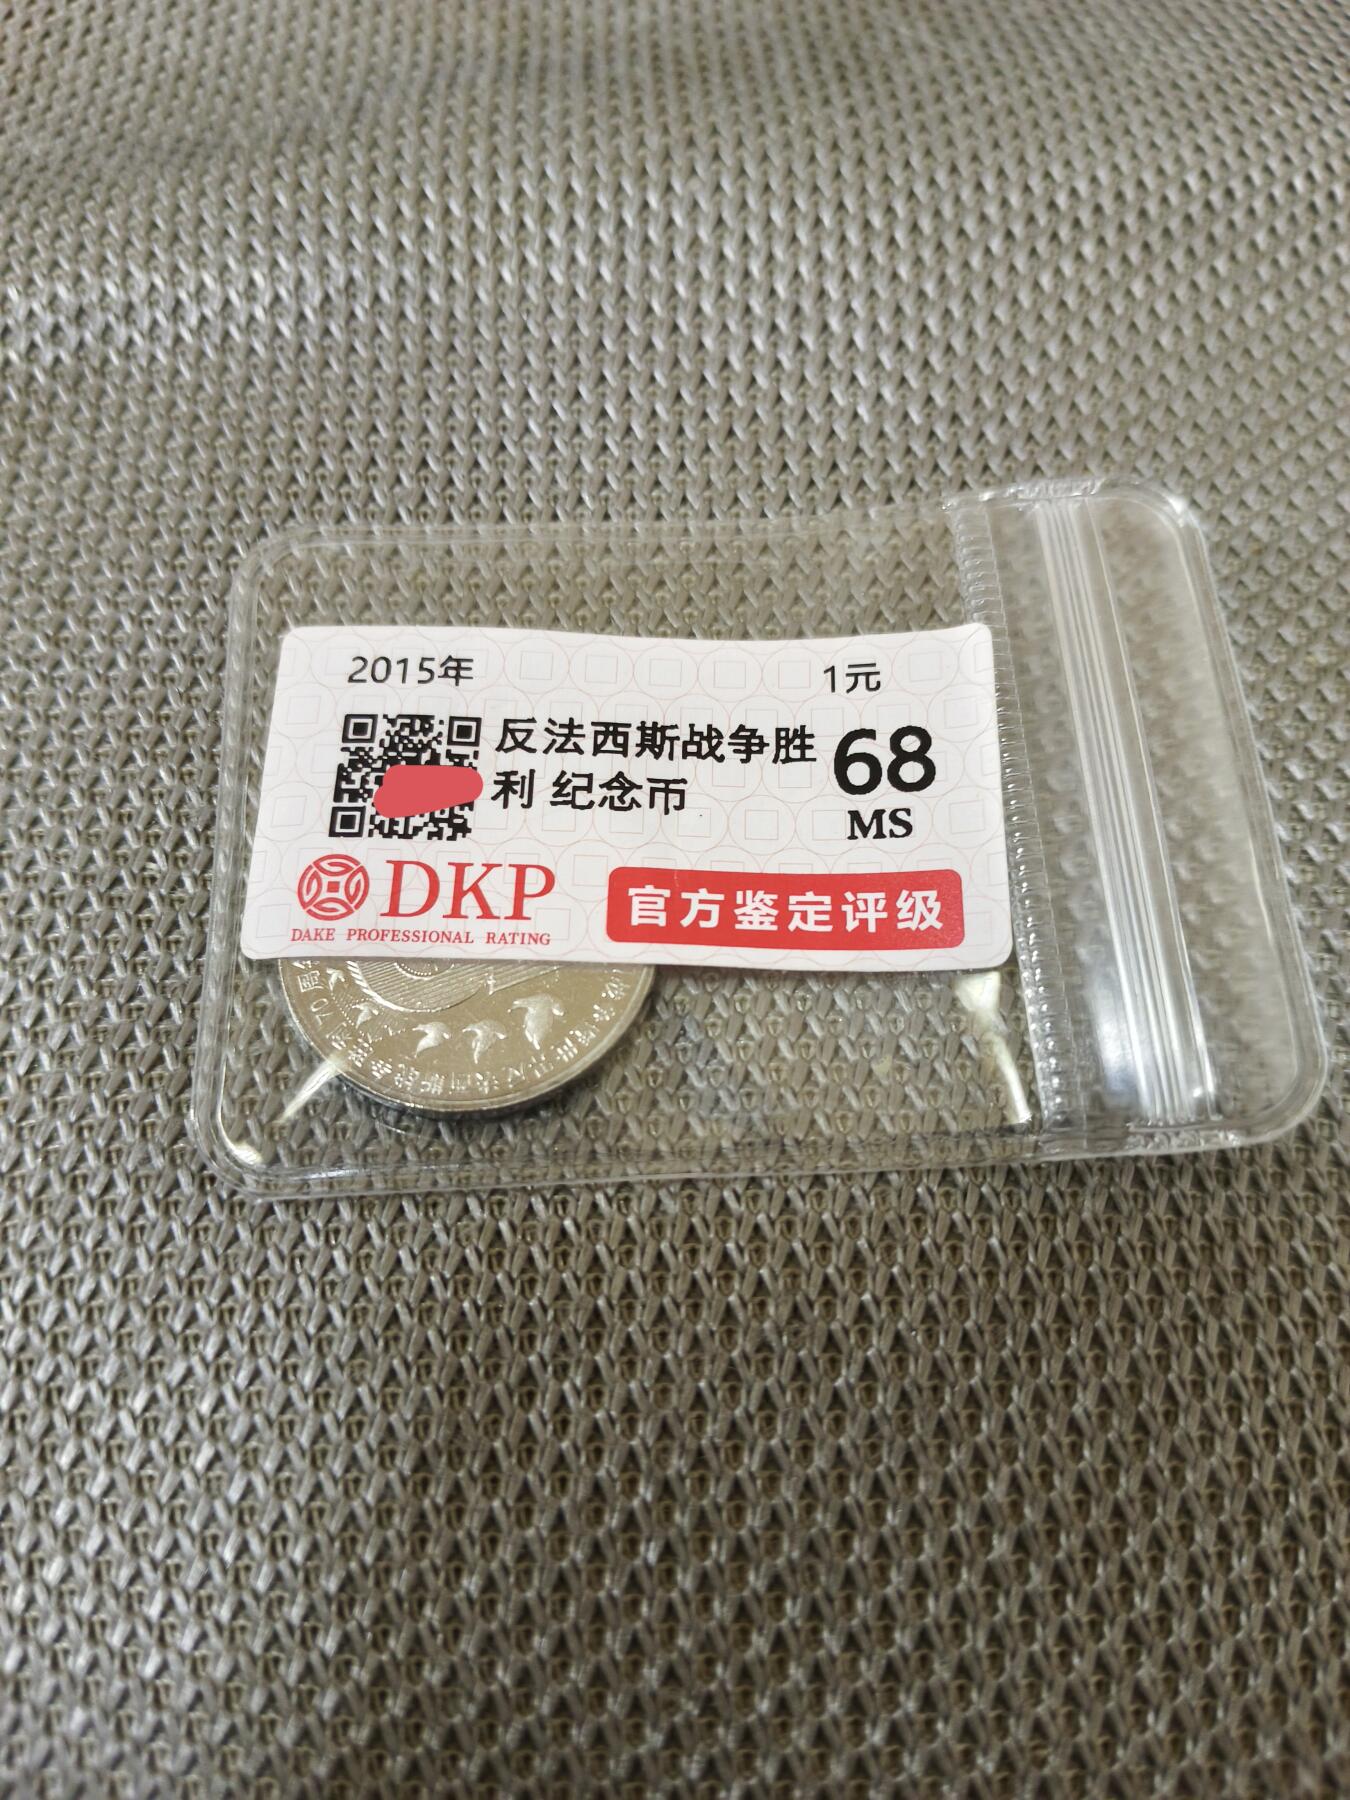 2015年
1元
反法西斯战争胜
利 纪念币
68
MS
DKP
DAKE PROFESSIONAL RATING
官方鉴定评级
70